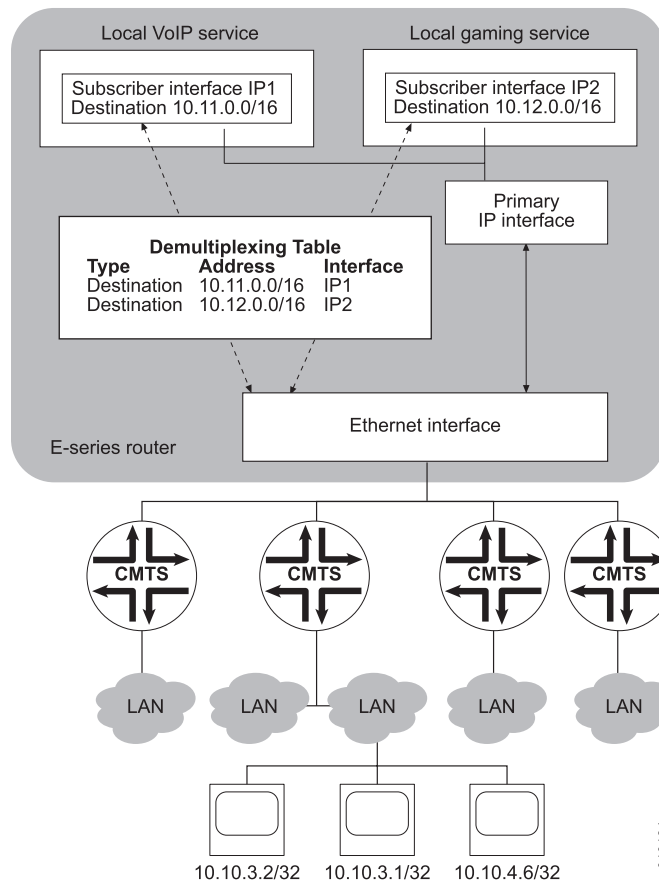 Local VoIP service
Local gaming service
Subscriber interface IP1
Destination 10.11.0.0/16
Subscriber interface IP2
Destination 10.12.0.0/16
Primary
IP interface
Demultiplexing Table
Type Address Interface
Destination 10.11.0.0/16 IP1
Destination 10.12.0.0/16 IP2
Ethernet interface
E-series router
CMTS CMTS CMTS CMTS
LAN LAN LAN LAN LAN
10.10.3.2/32 10.10.3.1/32 10.10.4.6/32